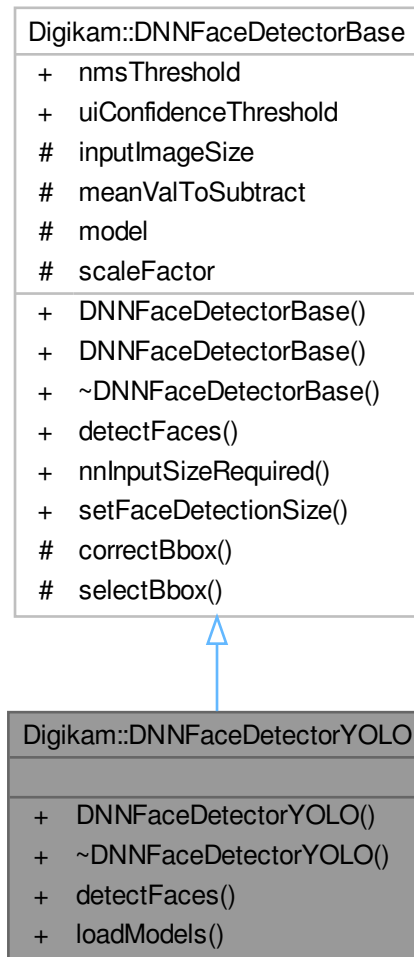 Digikam::DNNFaceDetectorBase
+ nmsThreshold
+ uiConfidenceThreshold
# inputImageSize
# meanValToSubtract
# model
# scaleFactor
+ DNNFaceDetectorBase()
+ DNNFaceDetectorBase()
+ ~DNNFaceDetectorBase()
+ detectFaces()
+ nnInputSizeRequired()
+ setFaceDetectionSize()
# correctBbox()
# selectBbox()
Digikam::DNNFaceDetectorYOLO
+ DNNFaceDetectorYOLO()
+ ~DNNFaceDetectorYOLO()
+ detectFaces()
+ loadModels()